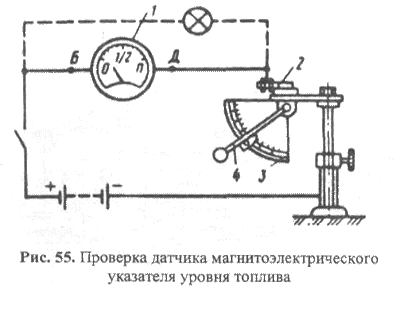 1
Б
Д
0
1/2
П
2
4
3
+
−
Рис. 55. Проверка датчика магнитоэлектрического
указателя уровня топлива